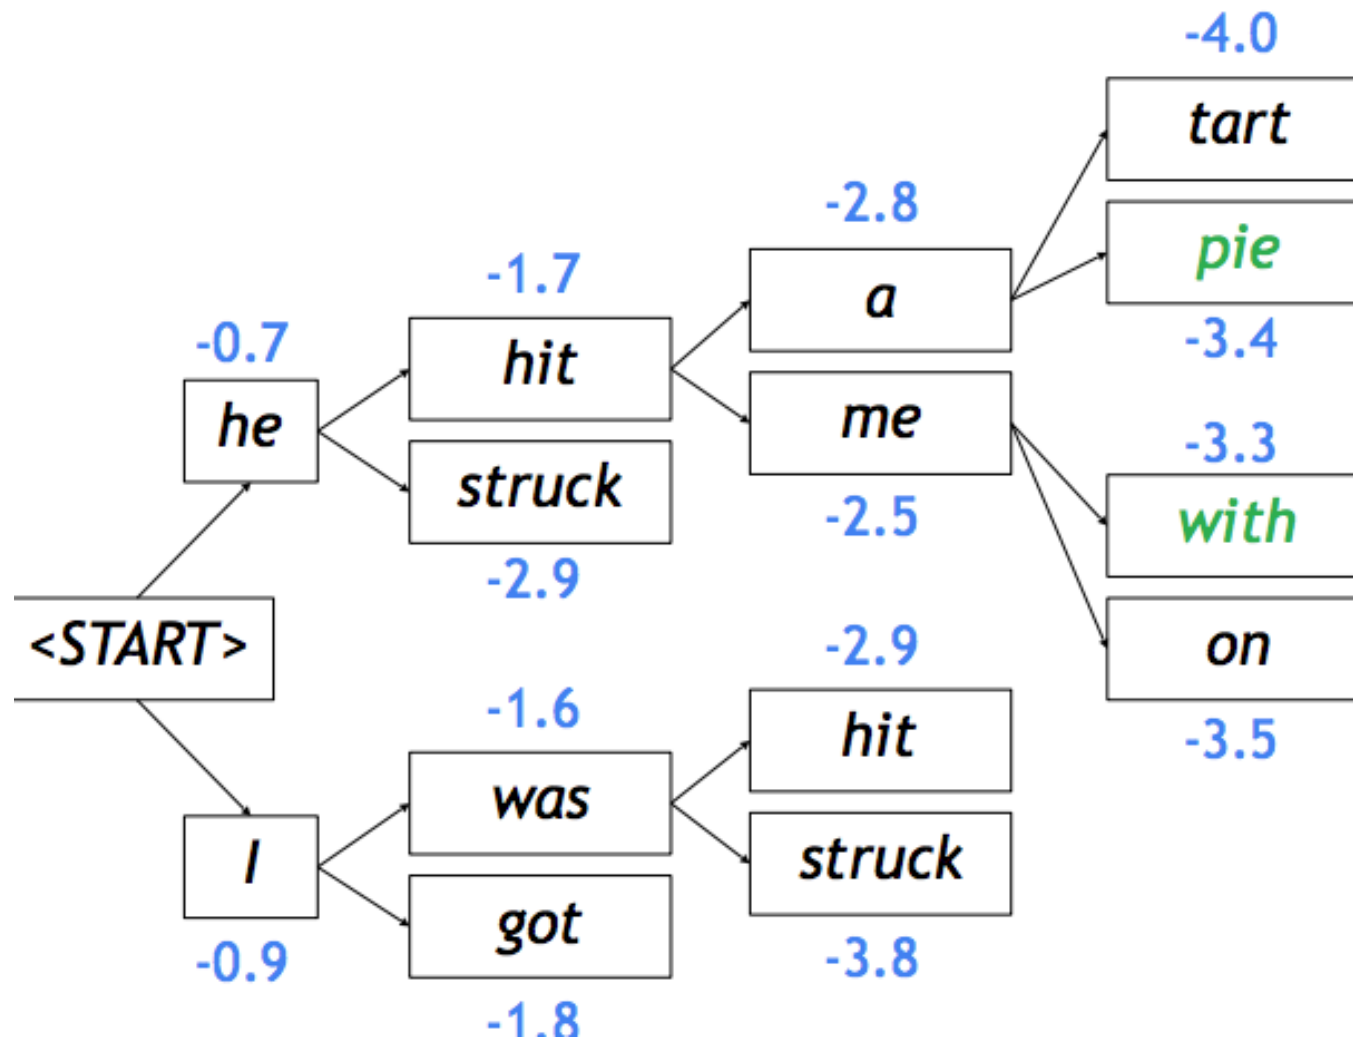 -4.0
tart
-2.8
pie
-1.7
a
-3.4
-0.7
hit
me
-3.3
he
struck
-2.5
with
-2.9
<START>
-2.9
on
-1.6
hit
-3.5
was
I
struck
got
-0.9
-3.8
-1.8